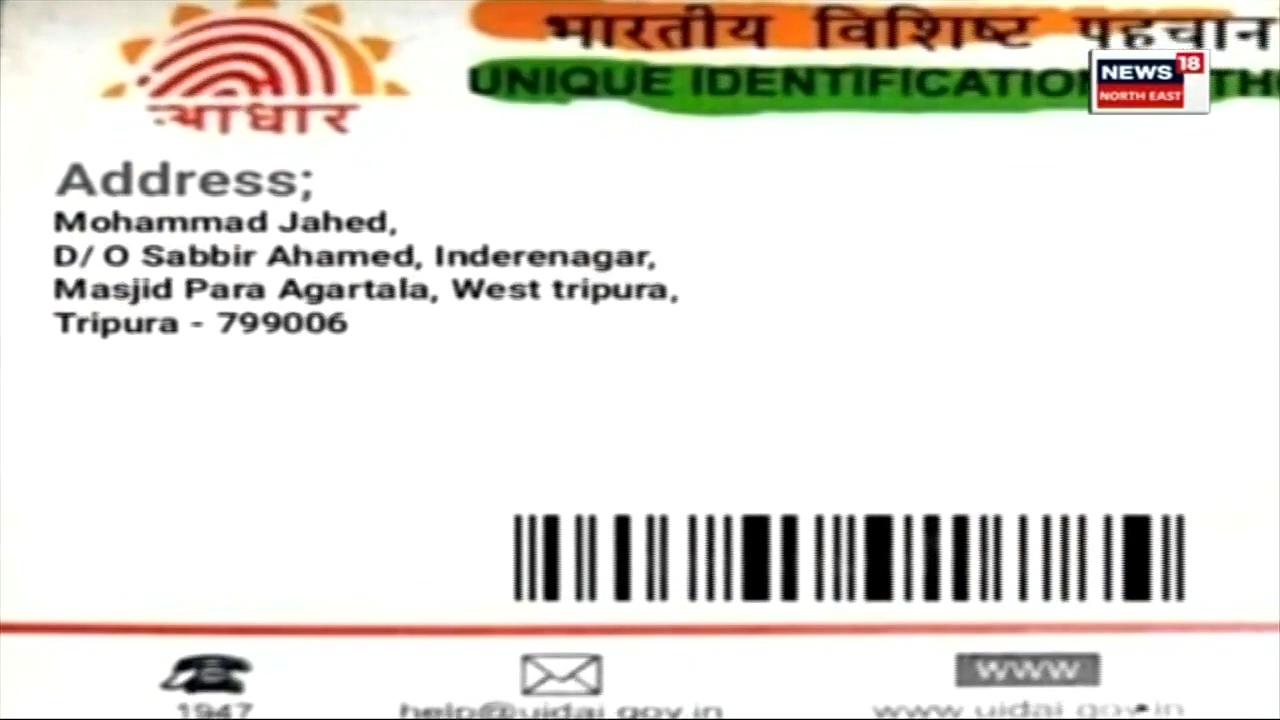 भारतीय विशिष्ट पहचान
UNIQUE IDENTIFICATION
NEWS 18
NORTH EAST
आधार
Address;
Mohammad Jahed,
D/ O Sabbir Ahamed, Inderenagar,
Masjid Para Agartala, West tripura,
Tripura - 799006
WWW
1947
help@uidai.gov.in
www.uidai.gov.in